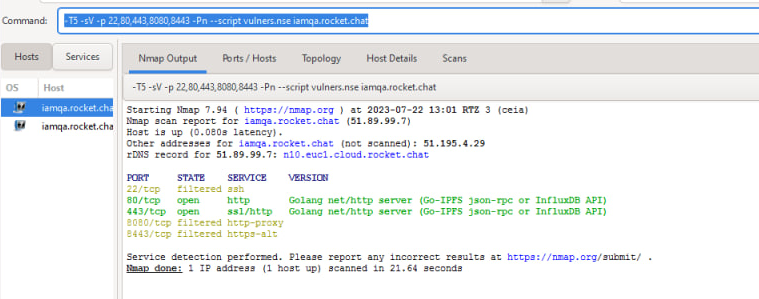 Command: -T5 -sV -p 22,80,443,8080,8443 -Pn --script vulners.nse iamqa.rocket.chat
Hosts Services
Nmap Output Ports / Hosts Topology Host Details Scans
OS Host
-T5 -sV -p 22,80,443,8080,8443 -Pn --script vulners.nse iamqa.rocket.chat
iamqa.rocket.cha
iamqa.rocket.cha
Starting Nmap 7.94 ( https://nmap.org ) at 2023-07-22 13:01 RTZ 3 (ceia)
Nmap scan report for iamqa.rocket.chat (51.89.99.7)
Host is up (0.080s latency).
Other addresses for iamqa.rocket.chat (not scanned): 51.195.4.29
rDNS record for 51.89.99.7: n10.euc1.cloud.rocket.chat
PORT STATE SERVICE VERSION
22/tcp filtered ssh
80/tcp open http Golang net/http server (Go-IPFS json-rpc or InfluxDB API)
443/tcp open ssl/http Golang net/http server (Go-IPFS json-rpc or InfluxDB API)
8080/tcp filtered http-proxy
8443/tcp filtered https-alt
Service detection performed. Please report any incorrect results at https://nmap.org/submit/ .
Nmap done: 1 IP address (1 host up) scanned in 21.64 seconds